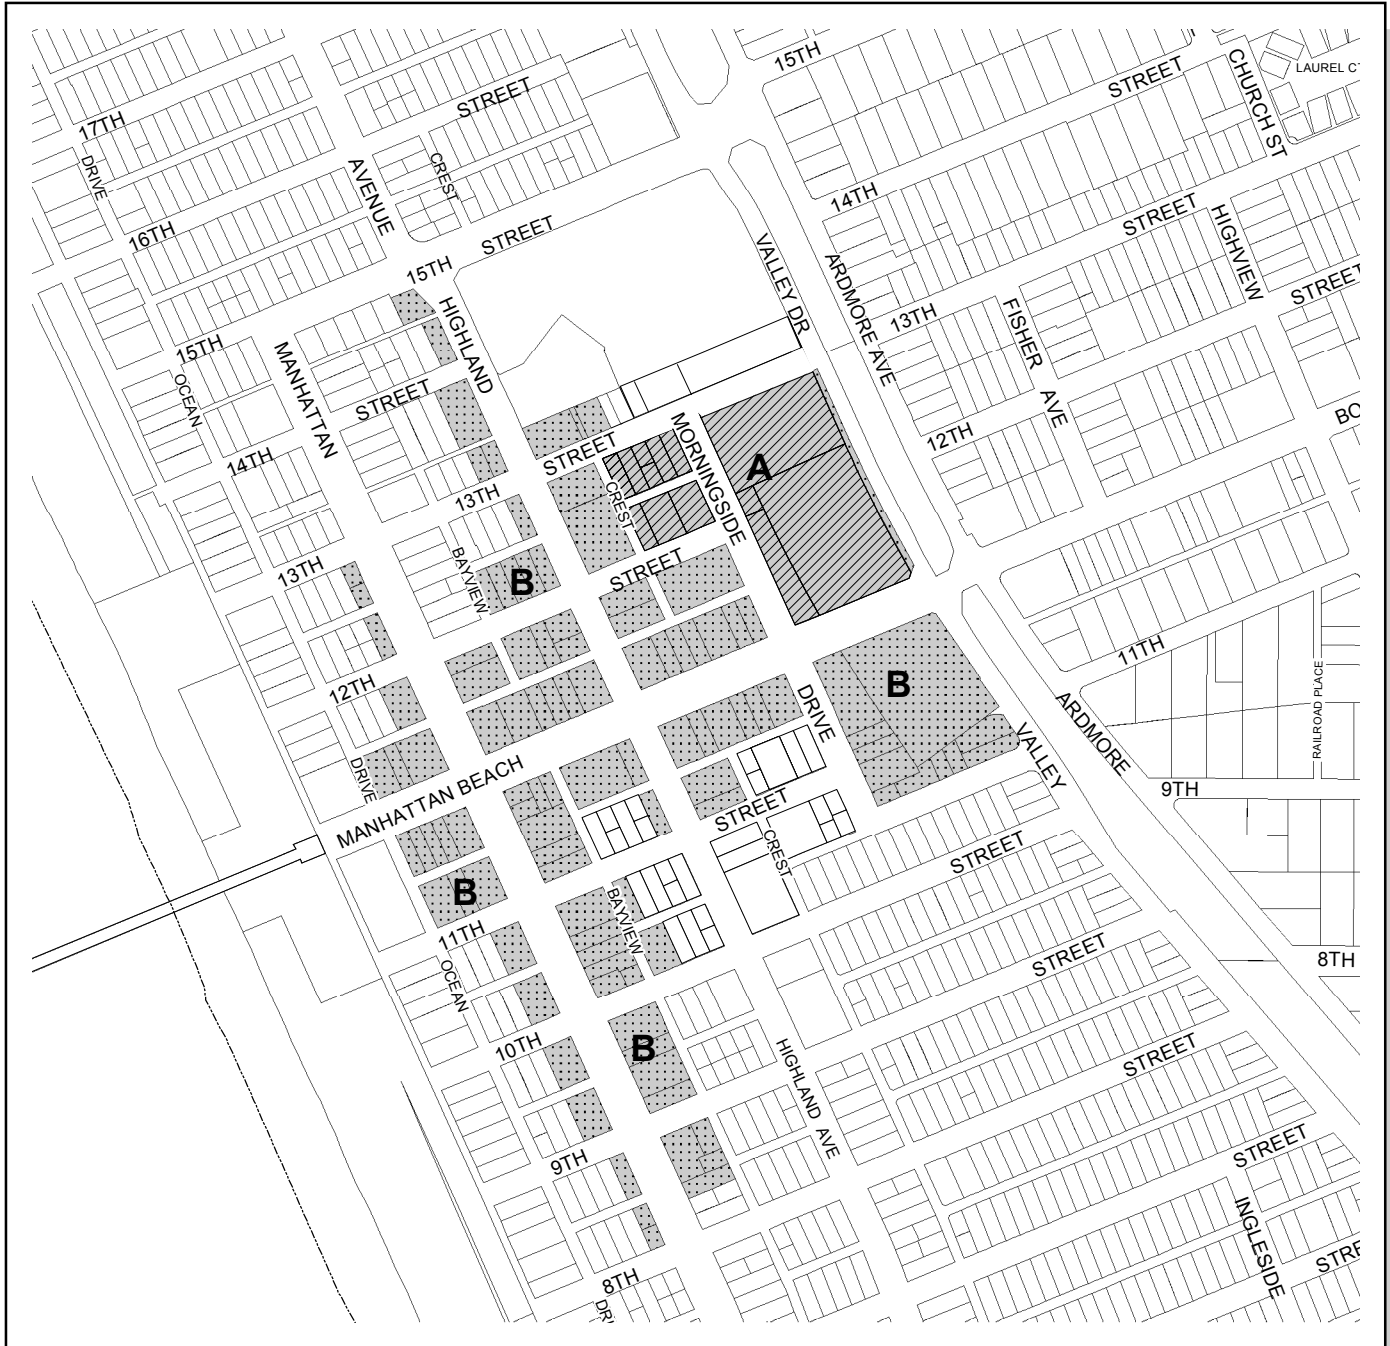 15TH
STREET
CHURCH ST
LAUREL CT
STREET
17TH
DRIVE
AVENUE
CREST
14TH
STREET
HIGHVIEW
16TH
STREET
15TH
VALLEY DR
ARDMORE AVE
STREET
HIGHLAND
13TH
FISHER
AVE
15TH
OCEAN
MANHATTAN
STREET
BO
12TH
MORNINGSIDE
STREET
14TH
A
13TH
CREST
STREET
BAYVIEW
B
13TH
11TH
12TH
DRIVE
B
ARDMORE
RAILROAD PLACE
VALLEY
DRIVE
MANHATTAN BEACH
9TH
STREET
CREST
STREET
B
BAYVIEW
11TH
OCEAN
STREET
8TH
10TH
B
HIGHLAND AVE
STREET
9TH
STREET
INGLESIDE
STRE
8TH
DRI